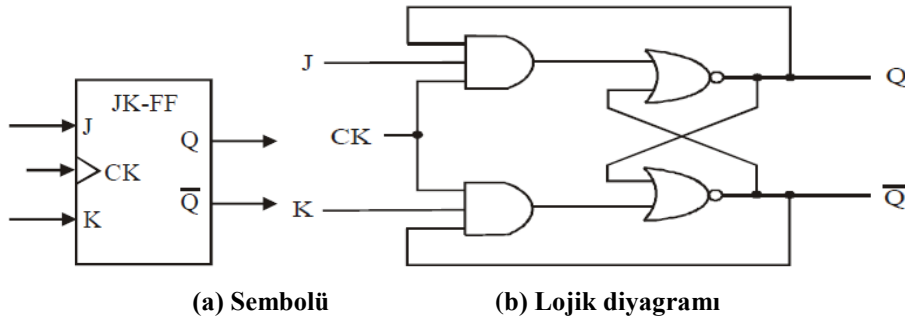 JK-FF
J
Q
CK
K
Q̅
J
CK
K
Q
Q̅
(a) Sembolü
(b) Lojik diyagramı